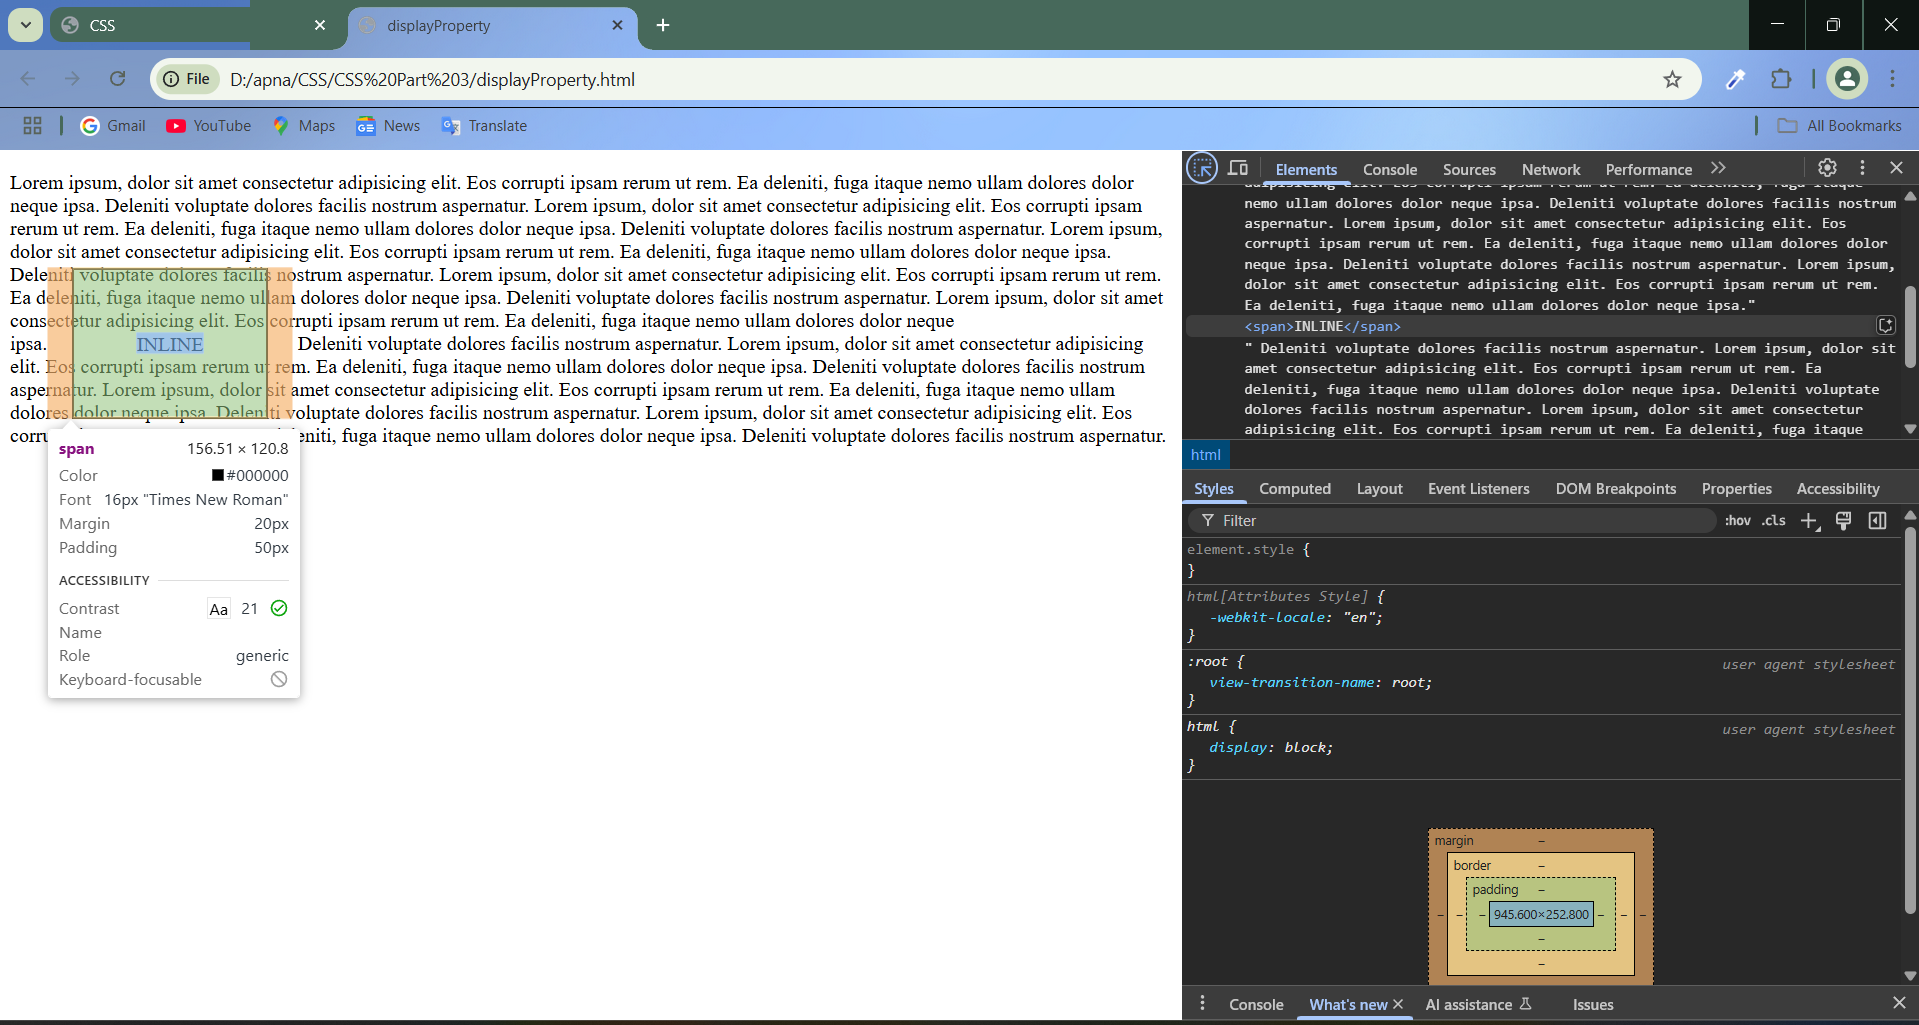 CSS
displayProperty
File
D:/apna/CSS/CSS%20Part%203/displayProperty.html
Gmail
YouTube
Maps
News
Translate
All Bookmarks
Lorem ipsum, dolor sit amet consectetur adipisicing elit. Eos corrupti ipsam rerum ut rem. Ea deleniti, fuga itaque nemo ullam dolores dolor
neque ipsa. Deleniti voluptate dolores facilis nostrum aspernatur. Lorem ipsum, dolor sit amet consectetur adipisicing elit. Eos corrupti ipsam
rerum ut rem. Ea deleniti, fuga itaque nemo ullam dolores dolor neque ipsa. Deleniti voluptate dolores facilis nostrum aspernatur. Lorem ipsum,
dolor sit amet consectetur adipisicing elit. Eos corrupti ipsam rerum ut rem. Ea deleniti, fuga itaque nemo ullam dolores dolor neque ipsa.
Deleniti voluptate dolores facilis nostrum aspernatur. Lorem ipsum, dolor sit amet consectetur adipisicing elit. Eos corrupti ipsam rerum ut rem.
Ea deleniti, fuga itaque nemo ullam dolores dolor neque ipsa. Deleniti voluptate dolores facilis nostrum aspernatur. Lorem ipsum, dolor sit amet
consectetur adipisicing elit. Eos corrupti ipsam rerum ut rem. Ea deleniti, fuga itaque nemo ullam dolores dolor neque
ipsa. INLINE Deleniti voluptate dolores facilis nostrum aspernatur. Lorem ipsum, dolor sit amet consectetur adipisicing
elit. Eos corrupti ipsam rerum ut rem. Ea deleniti, fuga itaque nemo ullam dolores dolor neque ipsa. Deleniti voluptate dolores facilis nostrum
aspernatur. Lorem ipsum, dolor sit amet consectetur adipisicing elit. Eos corrupti ipsam rerum ut rem. Ea deleniti, fuga itaque nemo ullam
dolores dolor neque ipsa. Deleniti voluptate dolores facilis nostrum aspernatur. Lorem ipsum, dolor sit amet consectetur adipisicing elit. Eos
fuga itaque nemo ullam dolores dolor neque ipsa. Deleniti voluptate dolores facilis nostrum aspernatur.
span 156.51 × 120.8
Color #000000
Font 16px "Times New Roman"
Margin 20px
Padding 50px
ACCESSIBILITY
Contrast Aa 21
Name
Role generic
Keyboard-focusable
Elements
Console
Sources
Network
Performance
nemo ullam dolores dolor neque ipsa. Deleniti voluptate dolores facilis nostrum
aspernatur. Lorem ipsum, dolor sit amet consectetur adipisicing elit. Eos
corrupti ipsam rerum ut rem. Ea deleniti, fuga itaque nemo ullam dolores dolor
neque ipsa. Deleniti voluptate dolores facilis nostrum aspernatur. Lorem ipsum,
dolor sit amet consectetur adipisicing elit. Eos corrupti ipsam rerum ut rem.
Ea deleniti, fuga itaque nemo ullam dolores dolor neque ipsa."
<span>INLINE</span>
" Deleniti voluptate dolores facilis nostrum aspernatur. Lorem ipsum, dolor sit
amet consectetur adipisicing elit. Eos corrupti ipsam rerum ut rem. Ea
deleniti, fuga itaque nemo ullam dolores dolor neque ipsa. Deleniti voluptate
dolores facilis nostrum aspernatur. Lorem ipsum, dolor sit amet consectetur
adipisicing elit. Eos corrupti ipsam rerum ut rem. Ea deleniti, fuga itaque
html
Styles
Computed
Layout
Event Listeners
DOM Breakpoints
Properties
Accessibility
Filter
:hov .cls
element.style {
}
html[Attributes Style] {
-webkit-locale: "en";
}
:root { user agent stylesheet
view-transition-name: root;
}
html { user agent stylesheet
display: block;
}
margin –
border –
padding –
– – – 945.600×252.800 – – –
–
–
Console
What's new
AI assistance
Issues